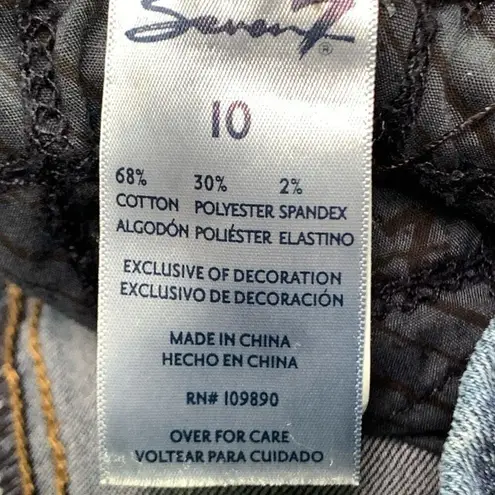 Seven7®
10
68% 30% 2%
COTTON POLYESTER SPANDEX
ALGODÓN POLIÉSTER ELASTINO
EXCLUSIVE OF DECORATION
EXCLUSIVO DE DECORACIÓN
MADE IN CHINA
HECHO EN CHINA
RN# 109890
OVER FOR CARE
VOLTEAR PARA CUIDADO